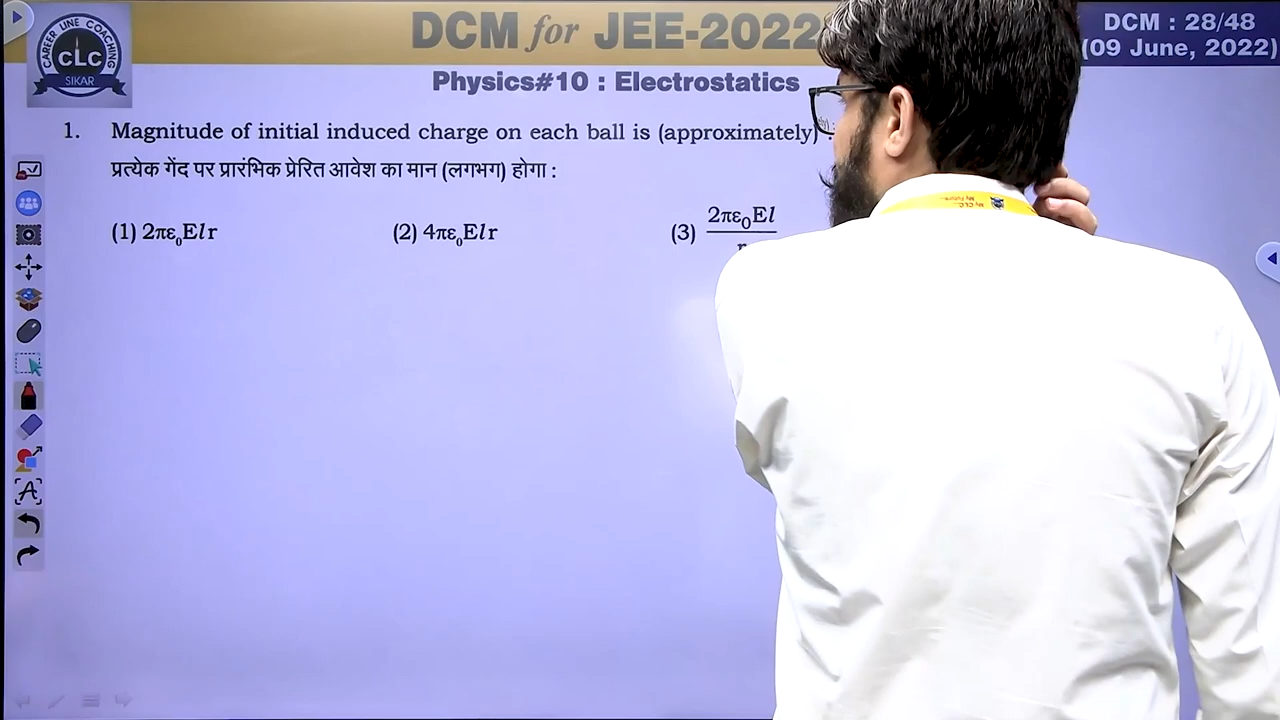 CAREER LINE COACHING
CLC
SIKAR
DCM for JEE-2022
DCM : 28/48
(09 June, 2022)
Physics#10 : Electrostatics
1. Magnitude of initial induced charge on each ball is (approximately) :
प्रत्येक गेंद पर प्रारंभिक प्रेरित आवेश का मान (लगभग) होगा :
(1) 2πε₀Elr (2) 4πε₀Elr (3) 2πε₀El / r